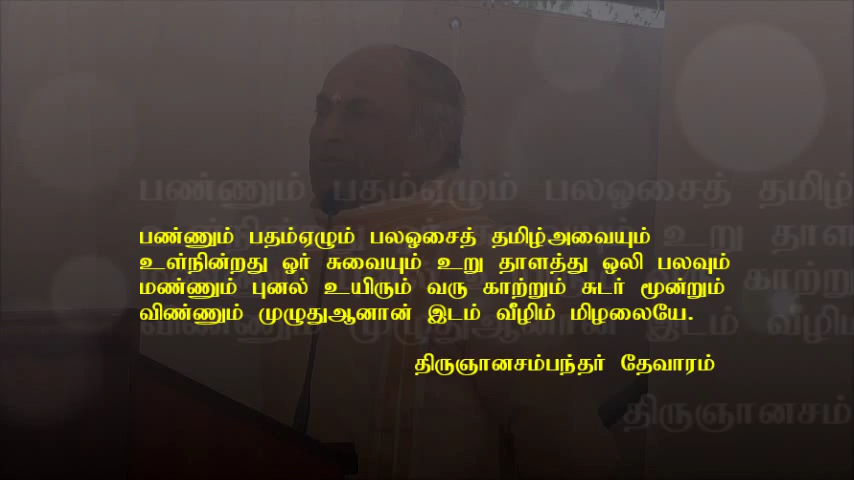 பண்ணும் பதம்ஏழும் பலஓசைத் தமிழ்அவையும்
உள்நின்றது ஓர் சுவையும் உறு தாளத்து ஒலி பலவும்
மண்ணும் புனல் உயிரும் வரு காற்றும் சுடர் மூன்றும்
விண்ணும் முழுதுஆனான் இடம் வீழிம் மிழலையே.
திருஞானசம்பந்தர் தேவாரம்